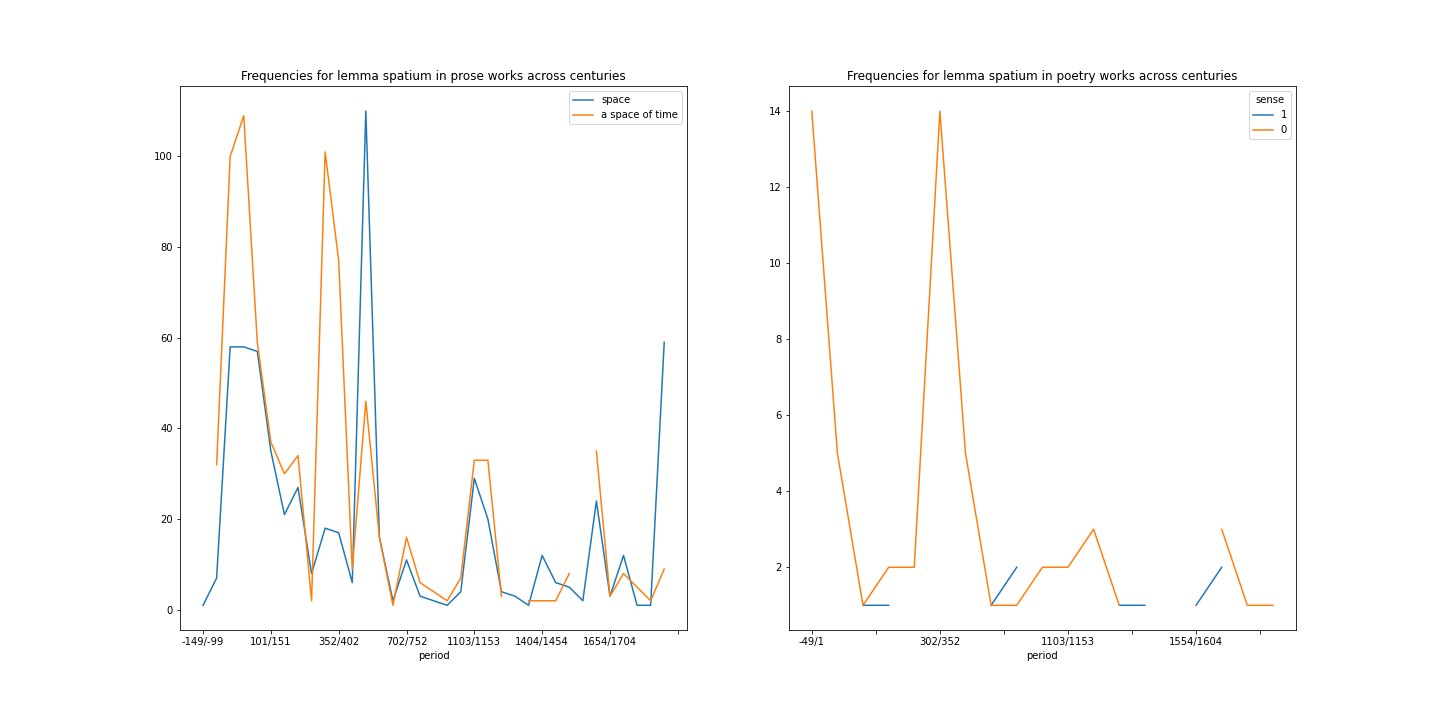 Frequencies for lemma spatium in prose works across centuries
space
a space of time
100
80
60
40
20
0
-149/-99 101/151 352/402 702/752 1103/1153 1404/1454 1654/1704
period
Frequencies for lemma spatium in poetry works across centuries
sense
1
0
14
12
10
8
6
4
2
-49/1 302/352 1103/1153 1554/1604
period